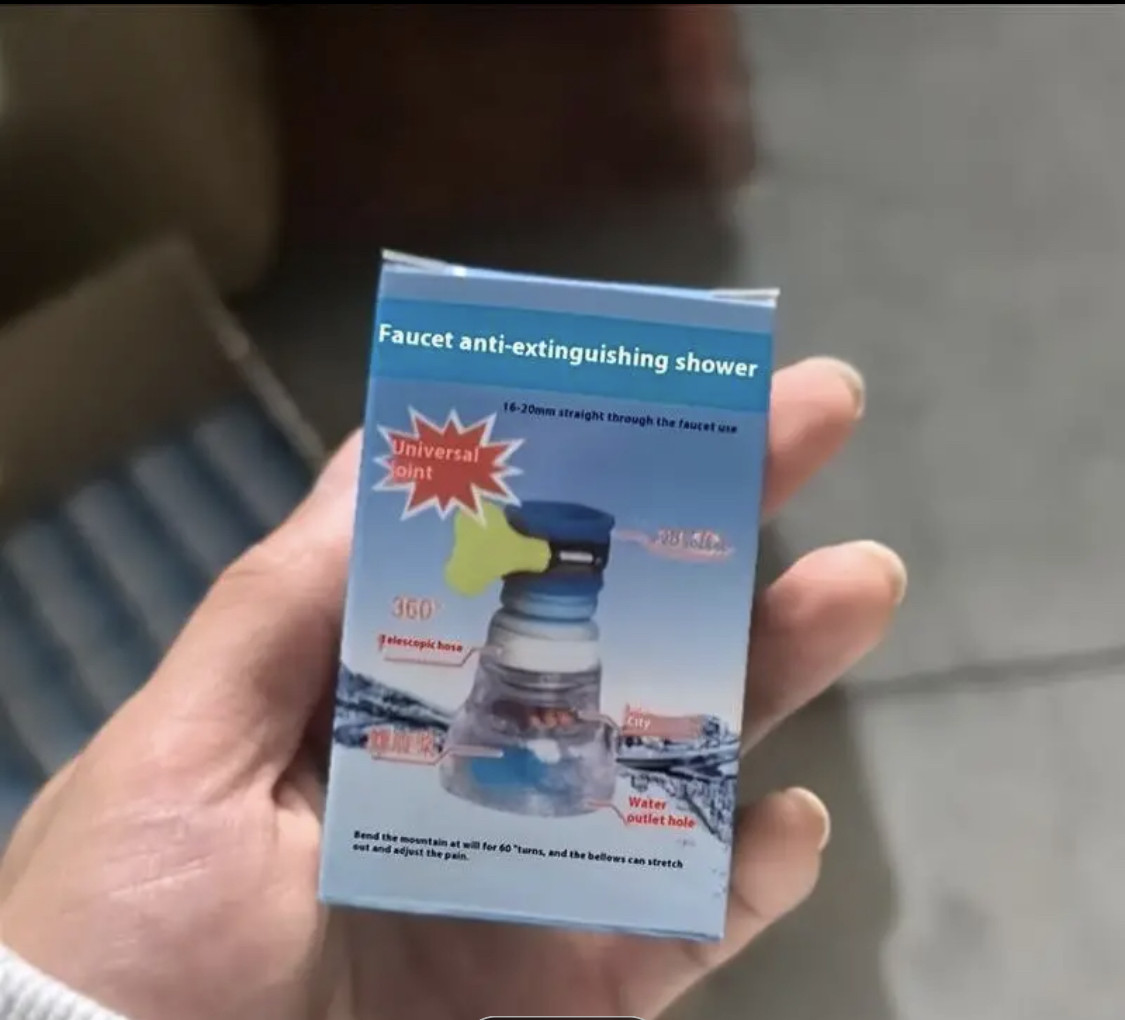 Faucet anti-extinguishing shower
16-20mm straight through the faucet use
Universal
oint
360°
Telescopic hose
City
Water
outlet hole
Bend the mountain at will for 60 "turns, and the bellows can stretch
out and adjust the pain.